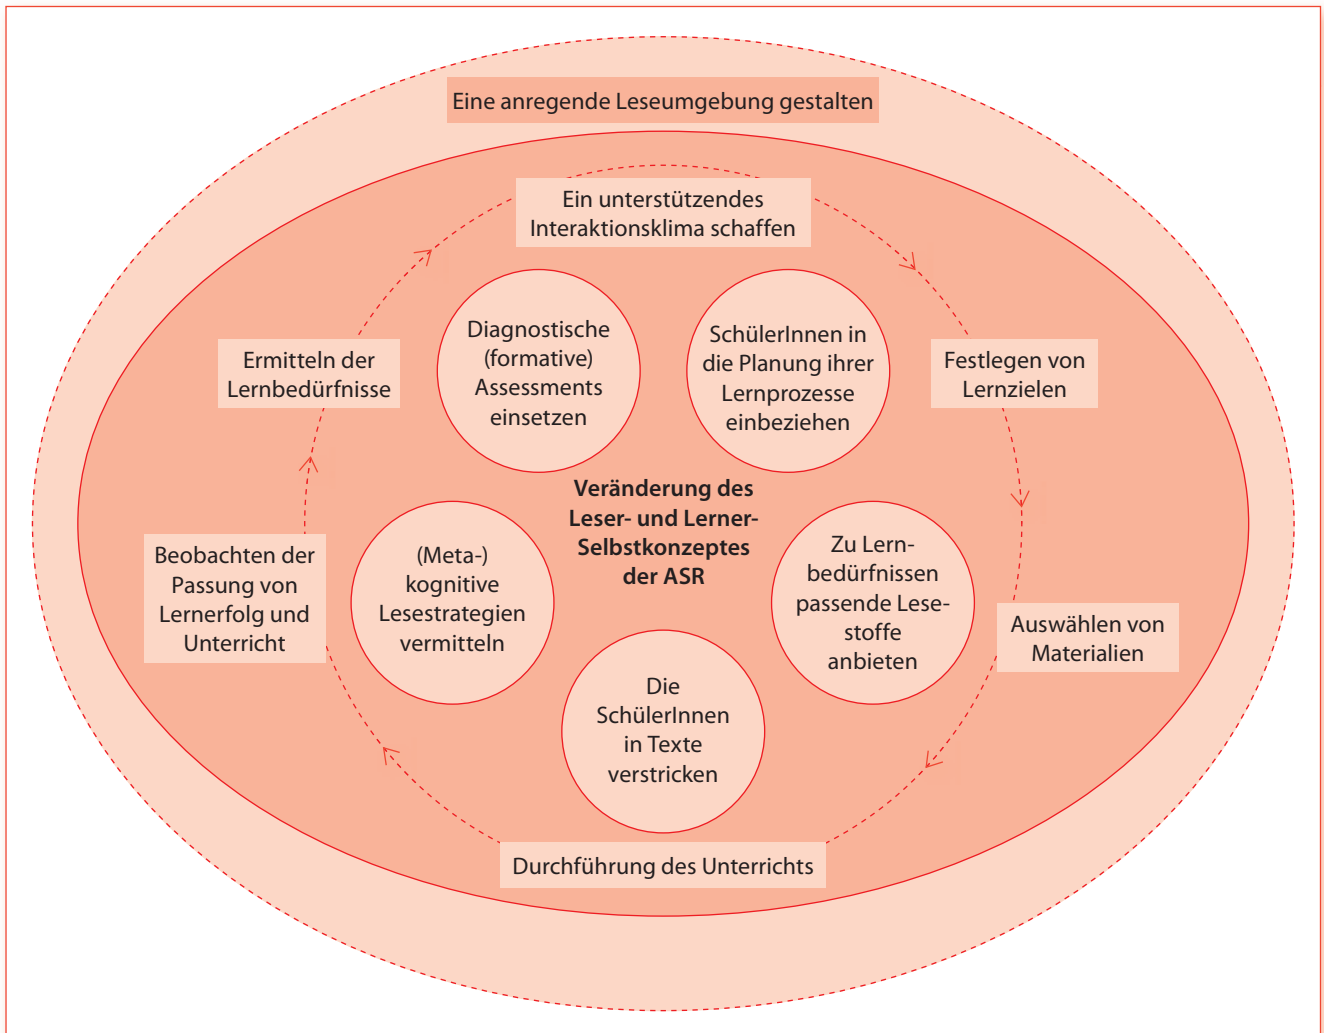 Eine anregende Leseumgebung gestalten
Ein unterstützendes
Interaktionsklima schaffen
Diagnostische
(formative)
Assessments
einsetzen
SchülerInnen in
die Planung ihrer
Lernprozesse
einbeziehen
Ermitteln der
Lernbedürfnisse
Festlegen von
Lernzielen
Veränderung des
Leser- und Lerner-
Selbstkonzeptes
der ASR
Beobachten der
Passung von
Lernerfolg und
Unterricht
(Meta-)
kognitive
Lesestrategien
vermitteln
Zu Lern-
bedürfnissen
passende Lese-
stoffe
anbieten
Auswählen von
Materialien
Die
SchülerInnen
in Texte
verstricken
Durchführung des Unterrichts